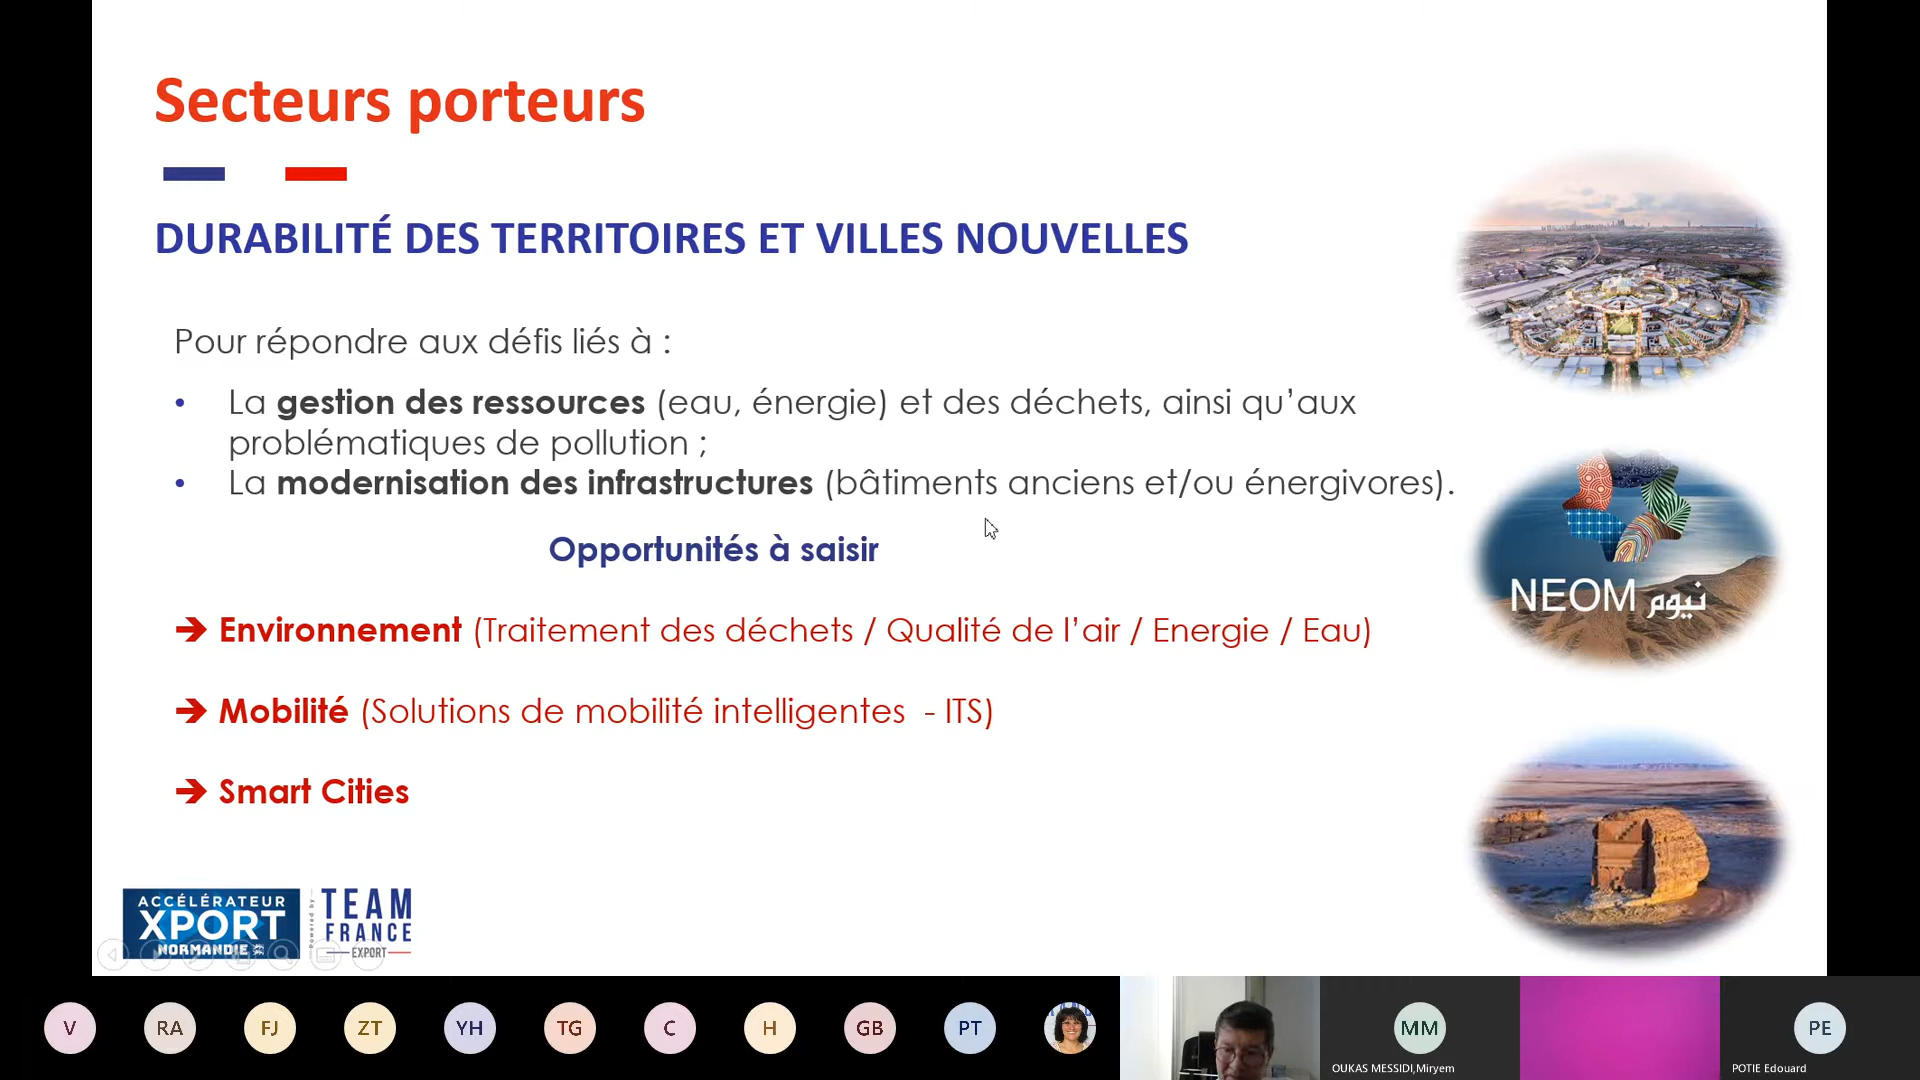 Secteurs porteurs
DURABILITÉ DES TERRITOIRES ET VILLES NOUVELLES
Pour répondre aux défis liés à :
• La gestion des ressources (eau, énergie) et des déchets, ainsi qu’aux
problématiques de pollution ;
• La modernisation des infrastructures (bâtiments anciens et/ou énergivores).
Opportunités à saisir
➔ Environnement (Traitement des déchets / Qualité de l’air / Energie / Eau)
➔ Mobilité (Solutions de mobilité intelligentes - ITS)
➔ Smart Cities
NEOM نيوم
ACCÉLÉRATEUR
XPORT
NORMANDIE
Powered by
TEAM
FRANCE
EXPORT
V RA FJ ZT YH TG C H GB PT MM PE
OUKAS MESSIDI,Miryem
POTIE Edouard